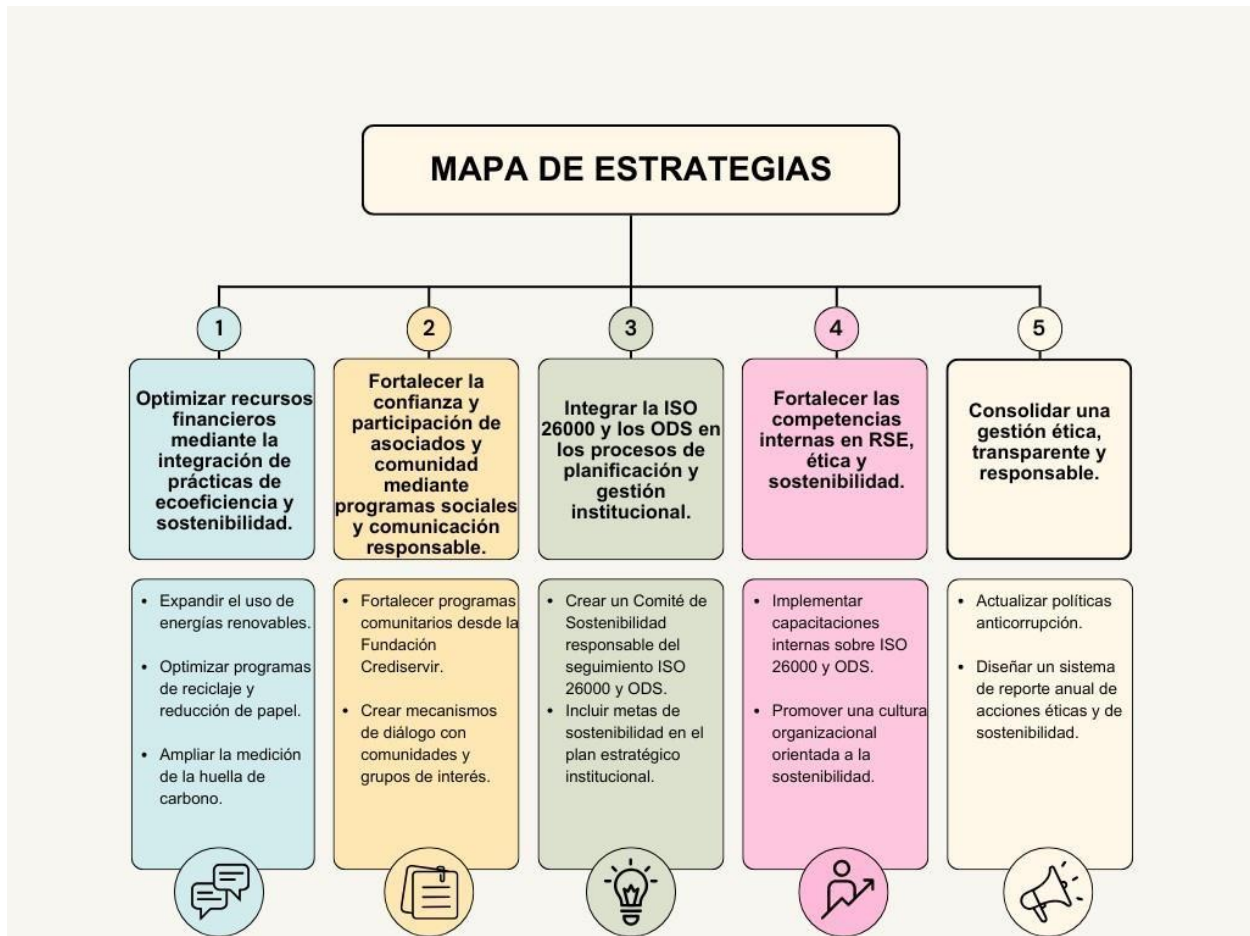 MAPA DE ESTRATEGIAS
1
Optimizar recursos
financieros
mediante la
integración de
prácticas de
ecoeficiencia y
sostenibilidad.
2
Fortalecer la
confianza y
participación de
asociados y
comunidad
mediante
programas sociales
y comunicación
responsable.
3
Integrar la ISO
26000 y los ODS en
los procesos de
planificación y
gestión
institucional.
4
Fortalecer las
competencias
internas en RSE,
ética y
sostenibilidad.
5
Consolidar una
gestión ética,
transparente y
responsable.
• Expandir el uso de
energías renovables.
• Optimizar programas
de reciclaje y
reducción de papel.
• Ampliar la medición
de la huella de
carbono.
• Fortalecer programas
comunitarios desde la
Fundación
Crediservir.
• Crear mecanismos
de diálogo con
comunidades y
grupos de interés.
• Crear un Comité de
Sostenibilidad
responsable del
seguimiento ISO
26000 y ODS.
• Incluir metas de
sostenibilidad en el
plan estratégico
institucional.
• Implementar
capacitaciones
internas sobre ISO
26000 y ODS.
• Promover una cultura
organizacional
orientada a la
sostenibilidad.
• Actualizar políticas
anticorrupción.
• Diseñar un sistema
de reporte anual de
acciones éticas y de
sostenibilidad.